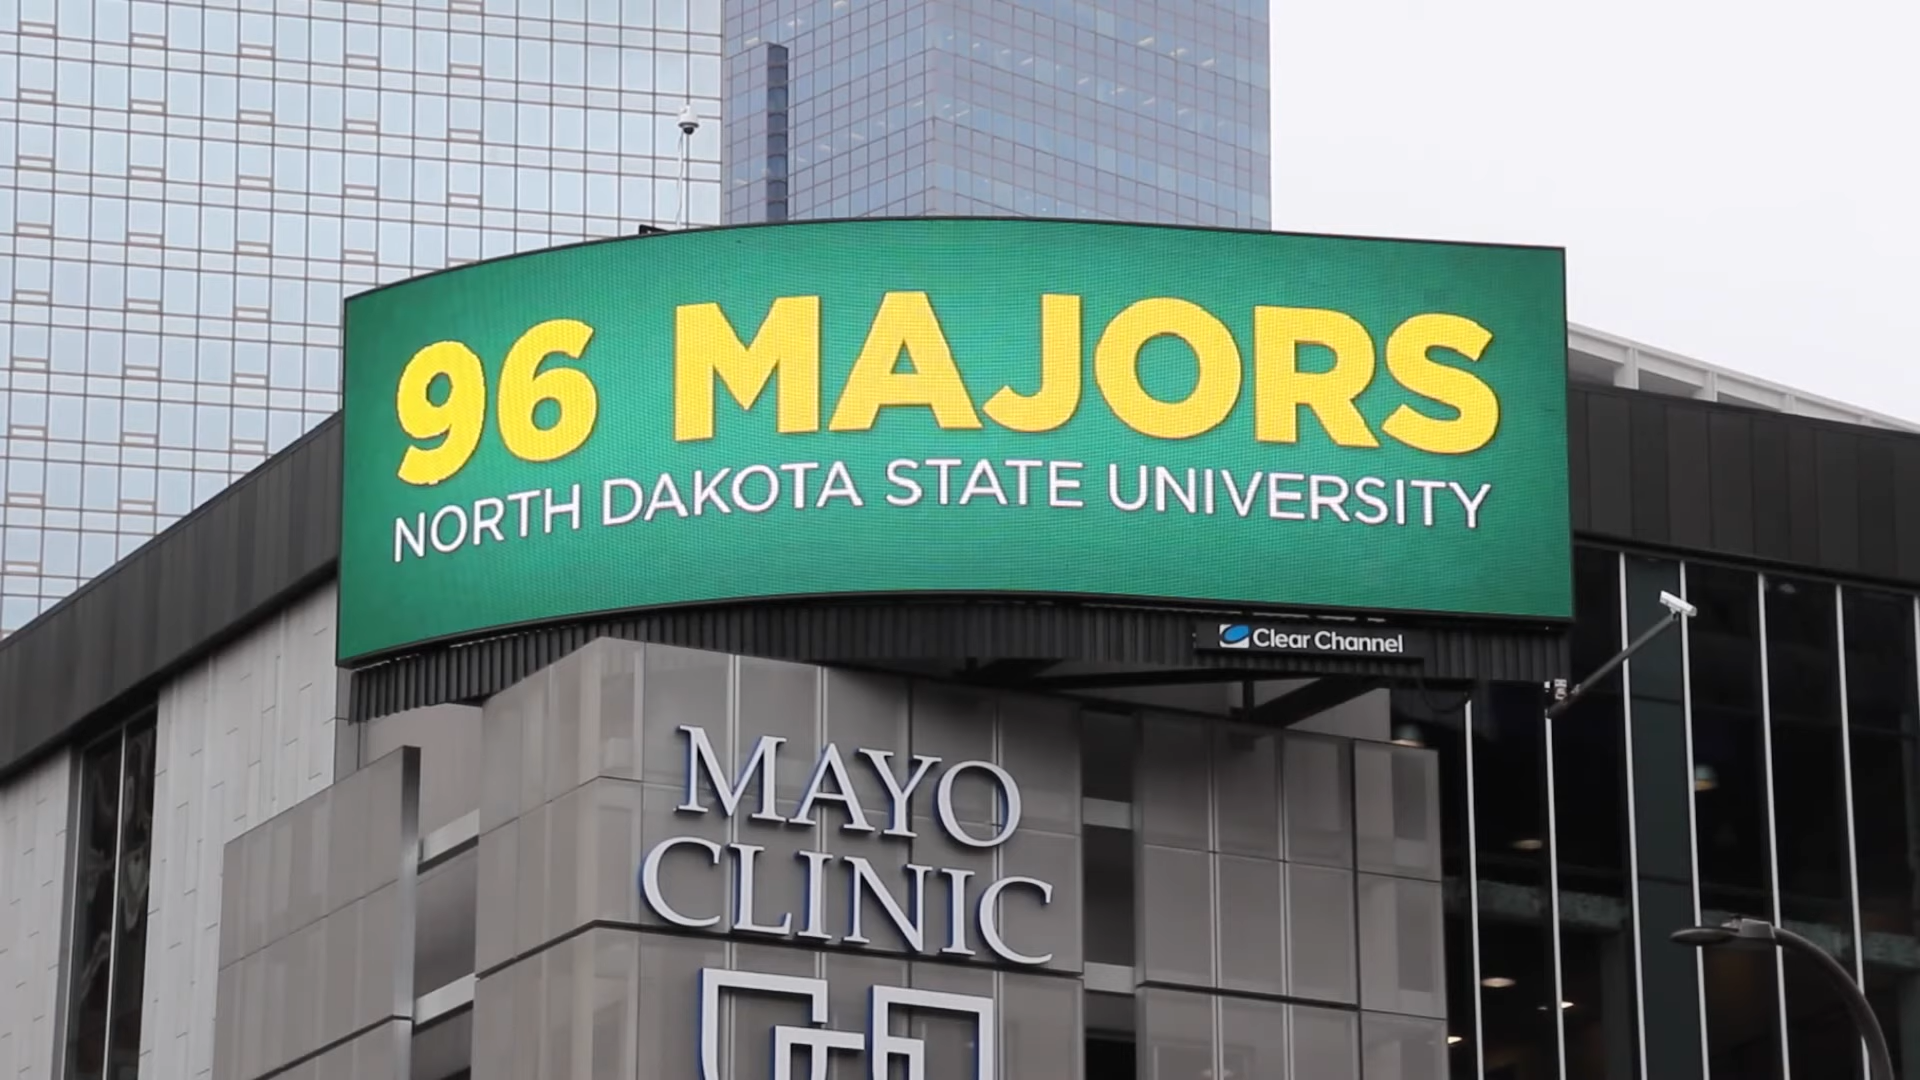 96 MAJORS
NORTH DAKOTA STATE UNIVERSITY
Clear Channel
MAYO
CLINIC